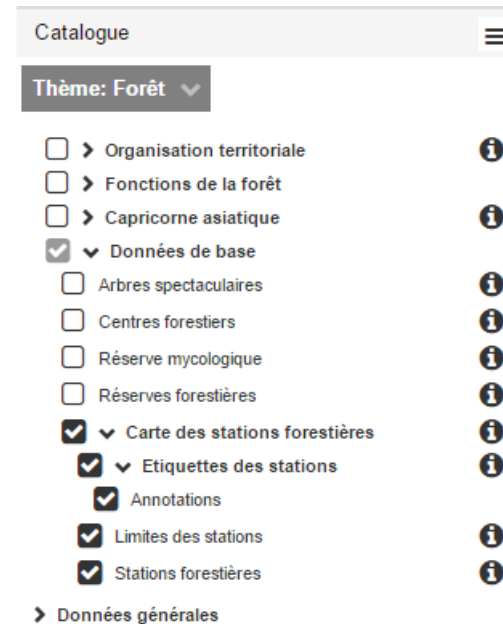 Catalogue
Thème: Forêt
Organisation territoriale
Fonctions de la forêt
Capricorne asiatique
Données de base
Arbres spectaculaires
Centres forestiers
Réserve mycologique
Réserves forestières
Carte des stations forestières
Etiquettes des stations
Annotations
Limites des stations
Stations forestières
Données générales